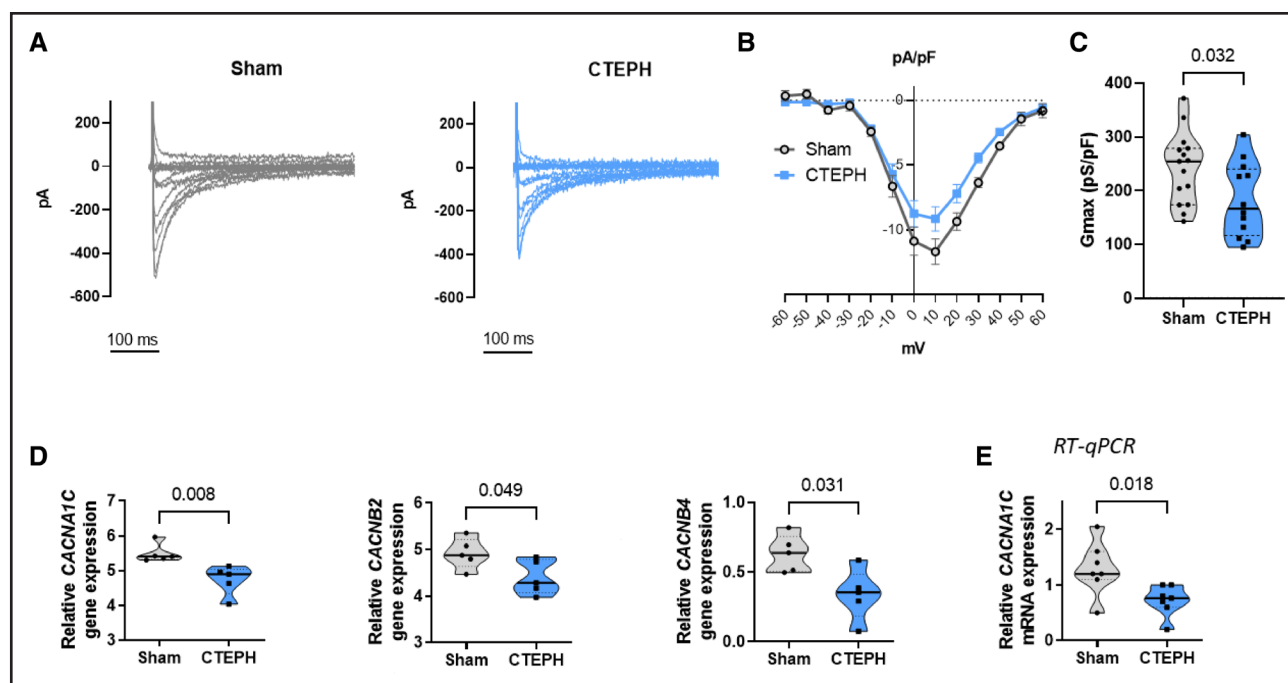 A
Sham
CTEPH
200
0
-200
-400
-600
pA
100 ms
200
0
-200
-400
-600
pA
100 ms
B
pA/pF
0
-5
-10
Sham
CTEPH
-60 -50 -40 -30 -20 -10 0 10 20 30 40 50 60
mV
C
0.032
400
300
200
100
0
Gmax (pS/pF)
Sham CTEPH
D
Relative CACNA1C
gene expression
0.008
7
6
5
4
3
Sham CTEPH
Relative CACNB2
gene expression
0.049
6
5
4
3
Sham CTEPH
Relative CACNB4
gene expression
0.031
1.0
0.5
0.0
Sham CTEPH
E
RT-qPCR
Relative CACNA1C
mRNA expression
0.018
2
1
0
Sham CTEPH